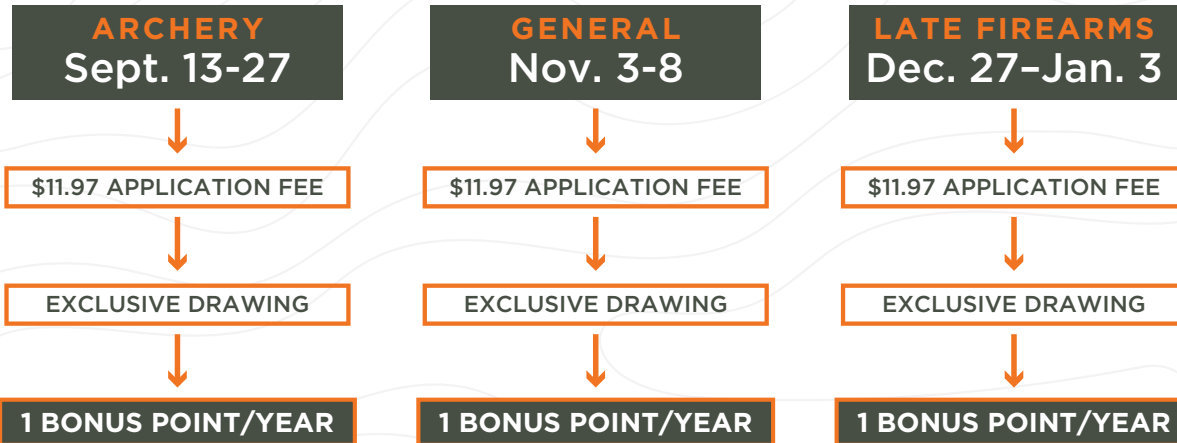 ARCHERY
Sept. 13-27
$11.97 APPLICATION FEE
EXCLUSIVE DRAWING
1 BONUS POINT/YEAR
GENERAL
Nov. 3-8
$11.97 APPLICATION FEE
EXCLUSIVE DRAWING
1 BONUS POINT/YEAR
LATE FIREARMS
Dec. 27–Jan. 3
$11.97 APPLICATION FEE
EXCLUSIVE DRAWING
1 BONUS POINT/YEAR